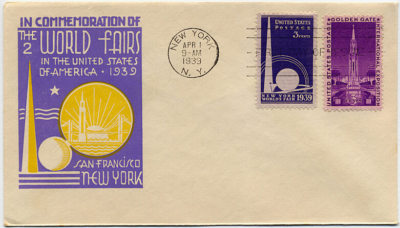 IN COMMEMORATION OF
THE 2 WORLD FAIRS
IN THE UNITED STATES
OF AMERICA • 1939
SAN FRANCISCO
NEW YORK
NEW YORK
APR 1
9-AM
1939
N. Y.
UNITED STATES
POSTAGE
3 cents
NEW YORK
WORLD'S FAIR 1939
GOLDEN GATE
INTERNATIONAL EXPOSITION
UNITED STATES POSTAGE
OF